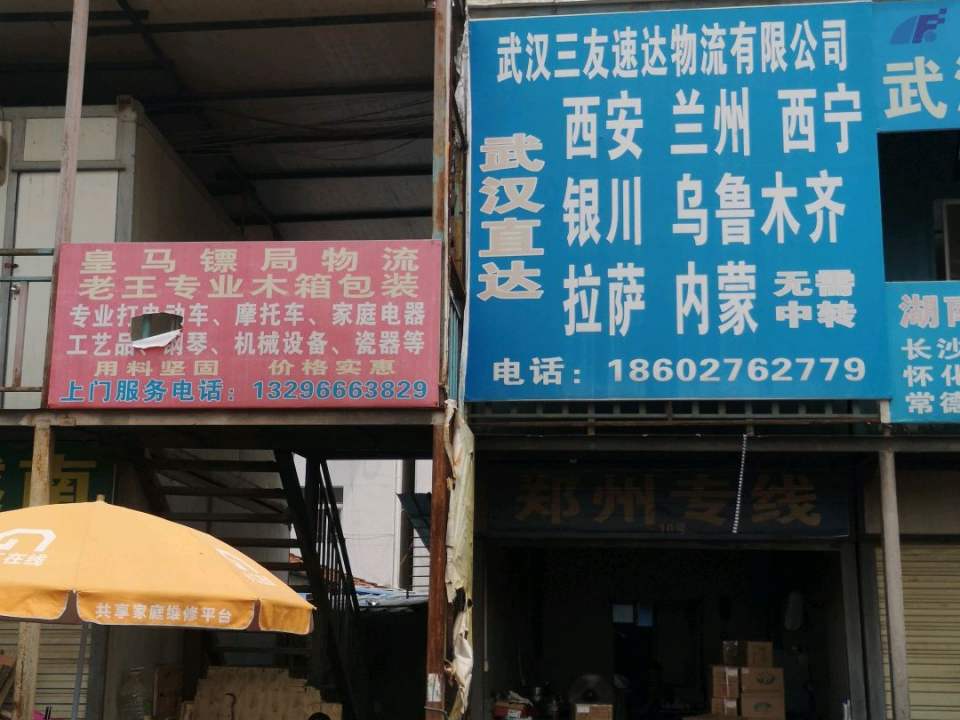 皇马镖局物流
老王专业木箱包装
专业打电动车、摩托车、家庭电器
工艺品、钢琴、机械设备、瓷器等
用料坚固 价格实惠
上门服务电话：13296663829
武汉三友速达物流有限公司
武汉直达
西安 兰州 西宁
银川 乌鲁木齐
拉萨 内蒙 无需中转
电话：18602762779
武
湖南
长沙
怀化
常德
郑州专线
南
在线
共享家庭维修平台